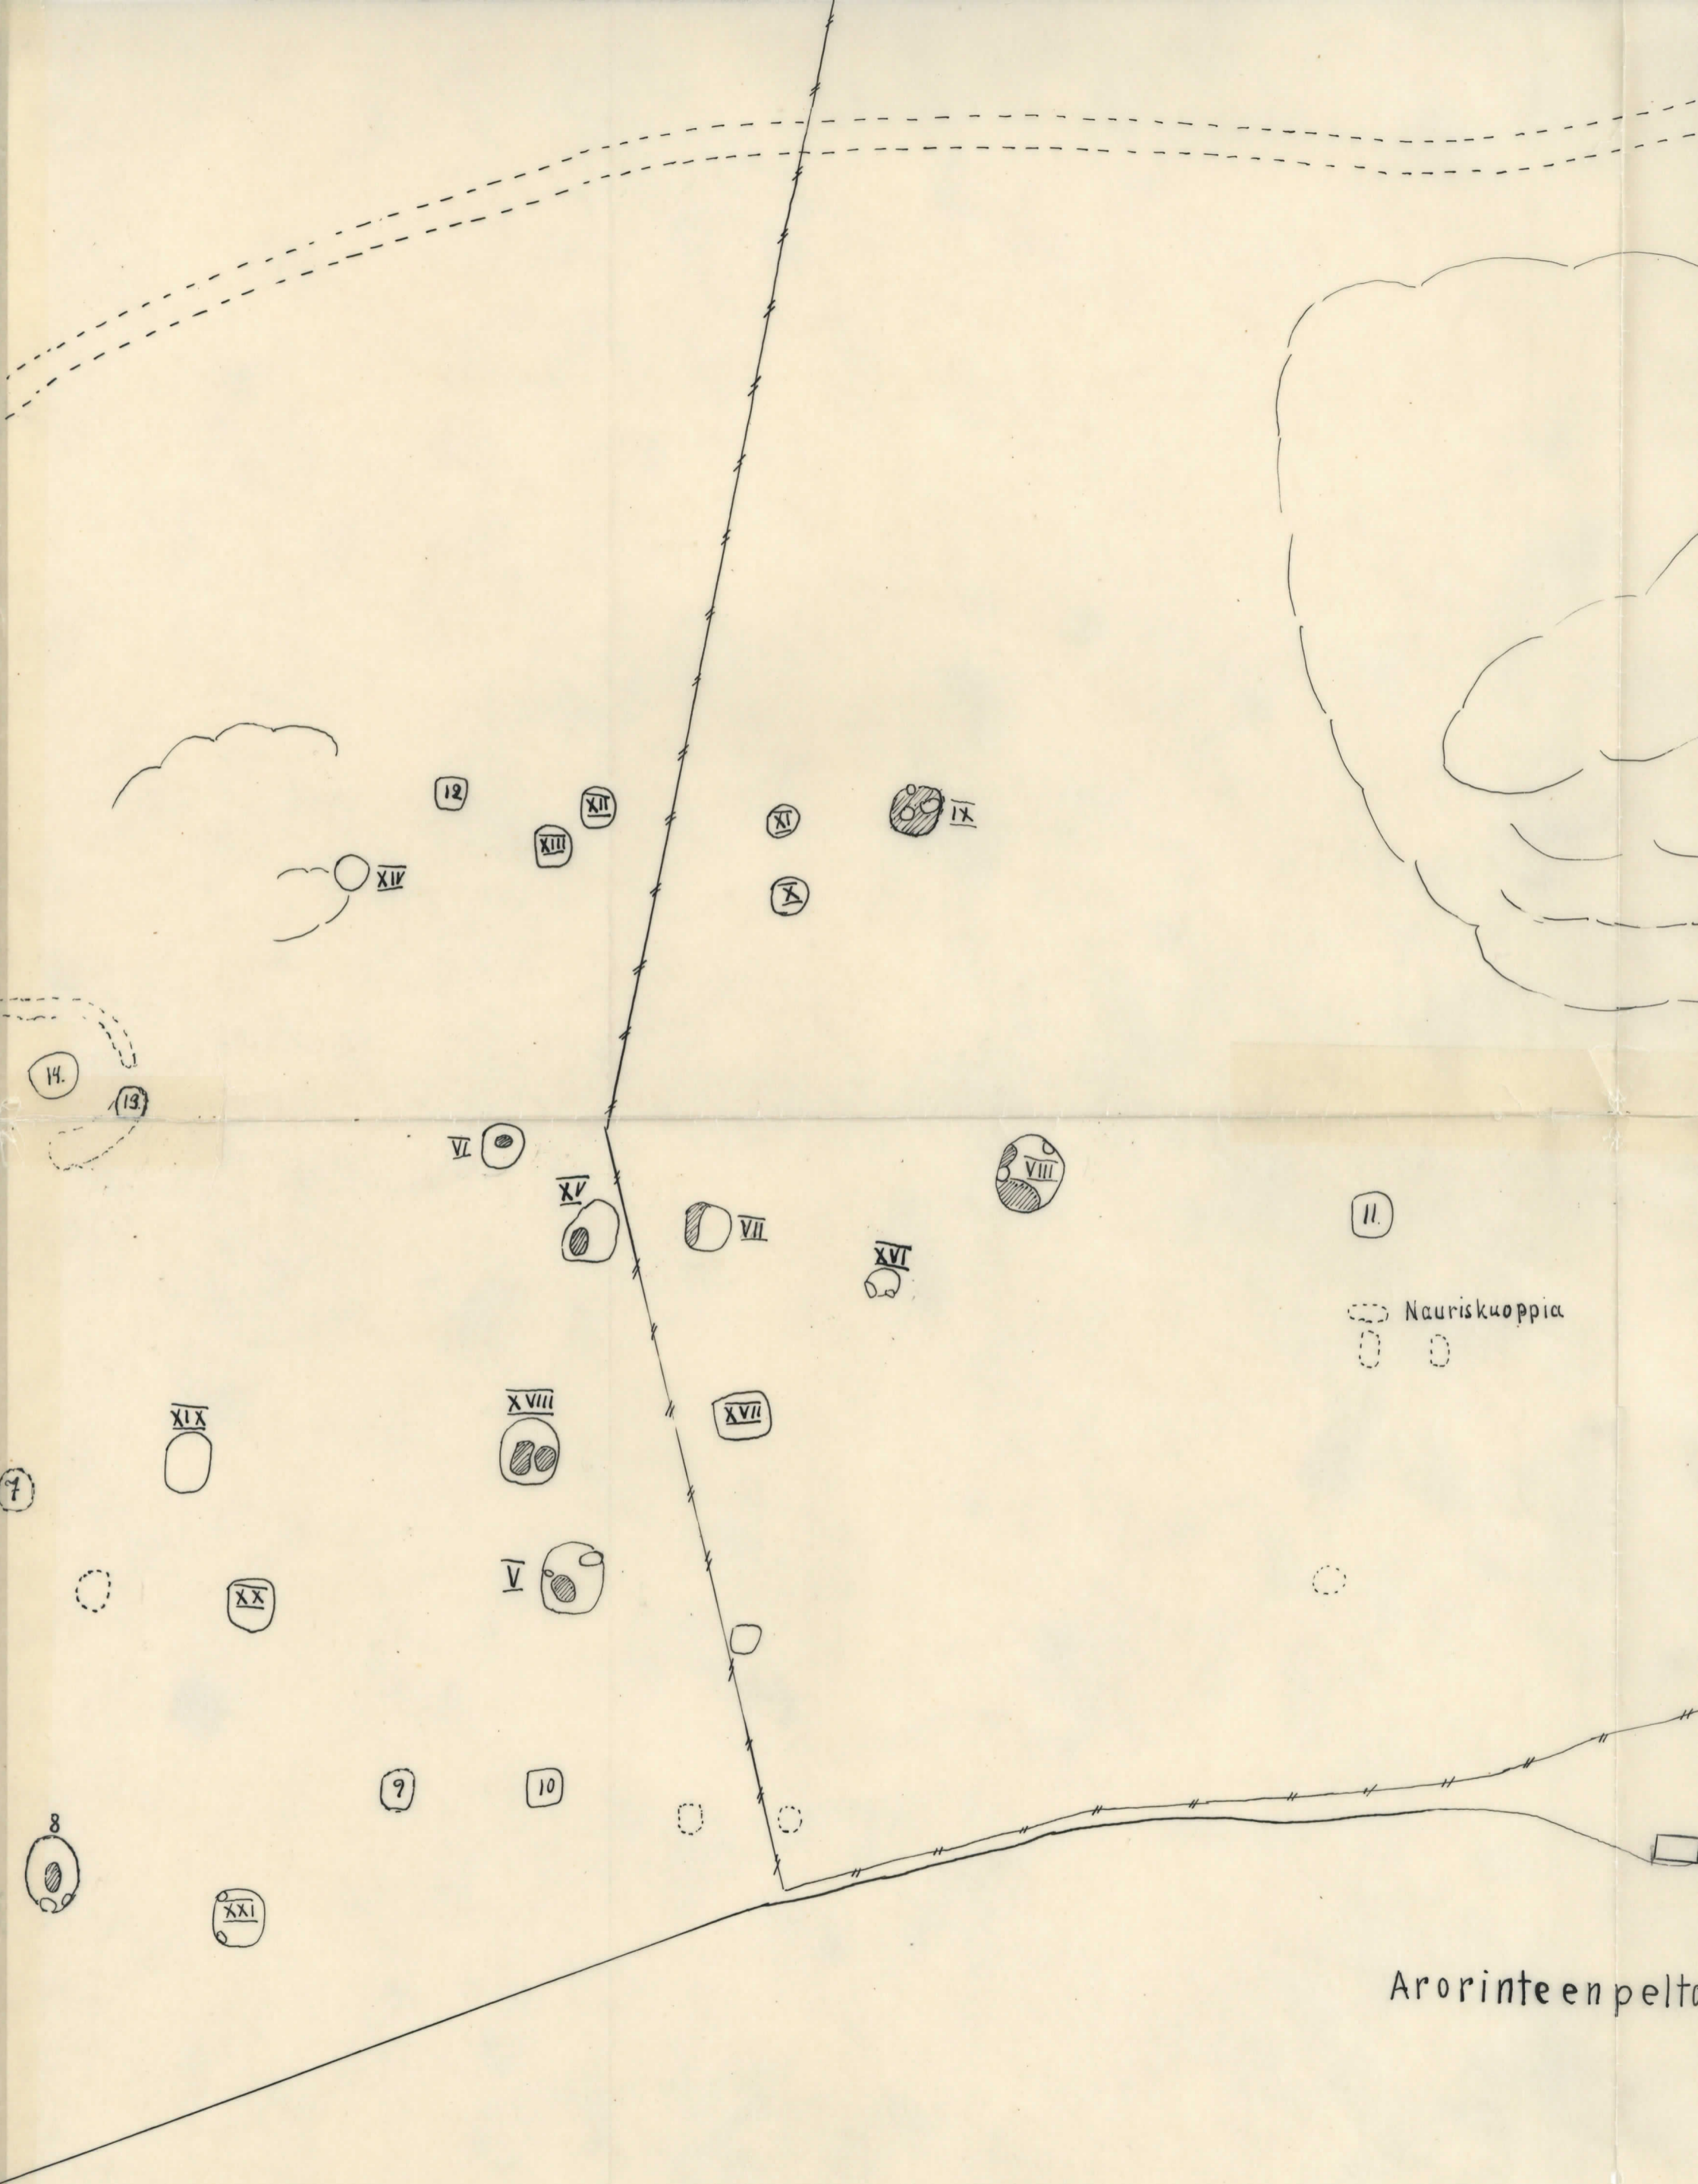 12
XII
XIII
XI
IX
XIV
X
14.
13.
VI
VIII
XV
VII
11.
XVI
Nauriskuoppia
XIX
XVIII
XVII
7
V
XX
9
10
8
XXI
Arorinteenpelto